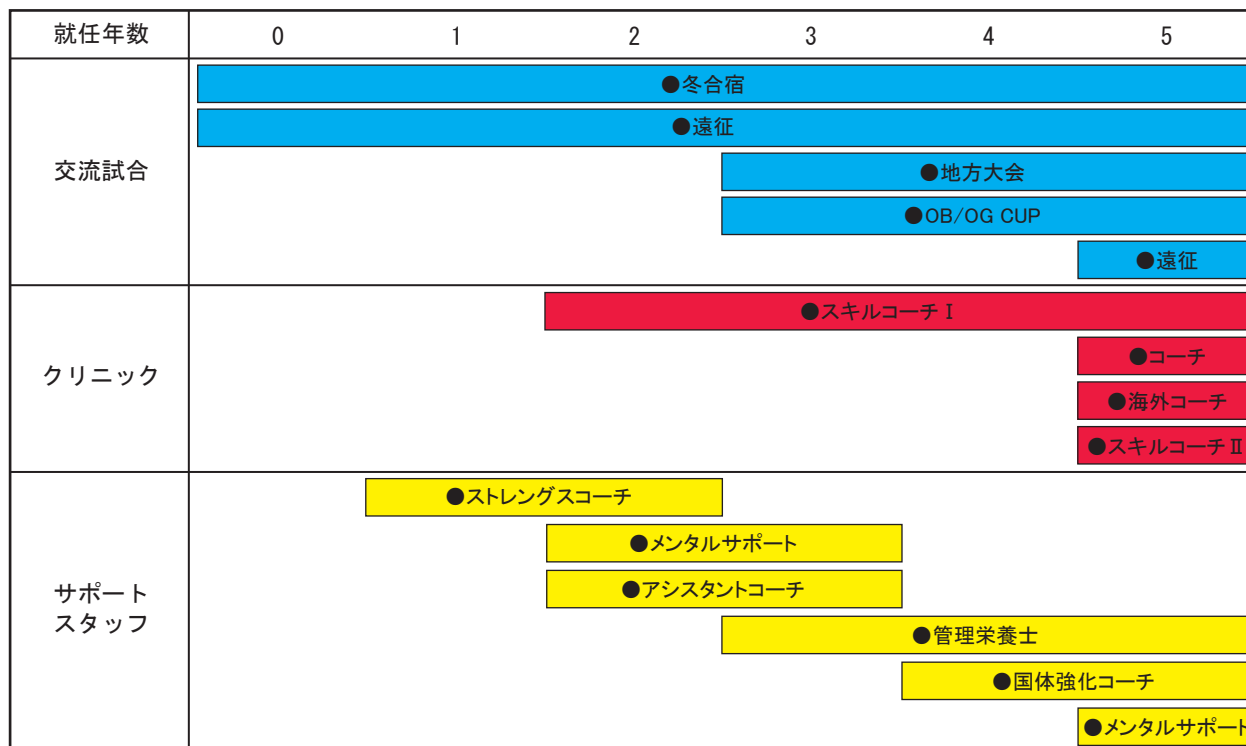 就任年数 0 1 2 3 4 5
交流試合
●冬合宿
●遠征
●地方大会
●OB/OG CUP
●遠征
クリニック
●スキルコーチⅠ
●コーチ
●海外コーチ
●スキルコーチⅡ
サポート
スタッフ
●ストレングスコーチ
●メンタルサポート
●アシスタントコーチ
●管理栄養士
●国体強化コーチ
●メンタルサポート